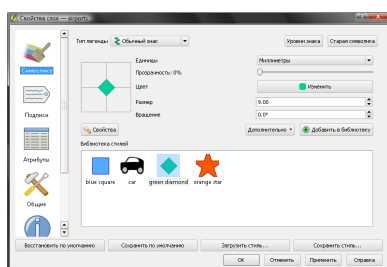 Свойства слоя — airports
Тип легенды Обычный знак Уровни знака Старая символика
Символика
Единицы Миллиметры
Прозрачность: 0%
Цвет Изменить
Размер 9.00
Вращение 0.0°
Свойства Дополнительно Добавить в библиотеку
Библиотека стилей
blue square car green diamond orange star
Подписи
Атрибуты
Общие
Восстановить по умолчанию Сохранить по умолчанию Загрузить стиль... Сохранить стиль...
OK Отменить Применить Справка